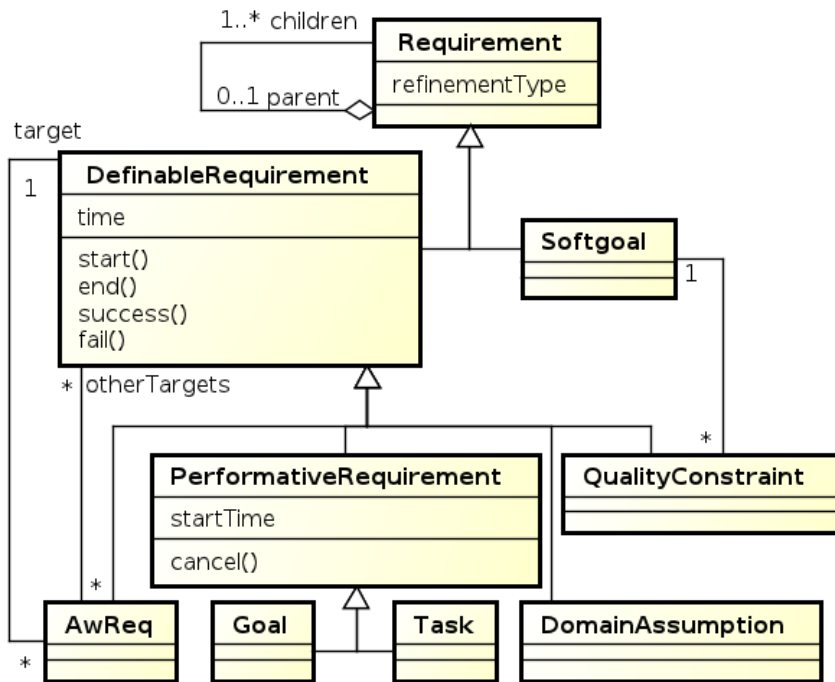 1..* children
Requirement
refinementType
0..1 parent
target
1
DefinableRequirement
time
start()
end()
success()
fail()
Softgoal
1
* otherTargets
*
PerformativeRequirement
startTime
cancel()
QualityConstraint
*
AwReq
*
Goal
Task
DomainAssumption